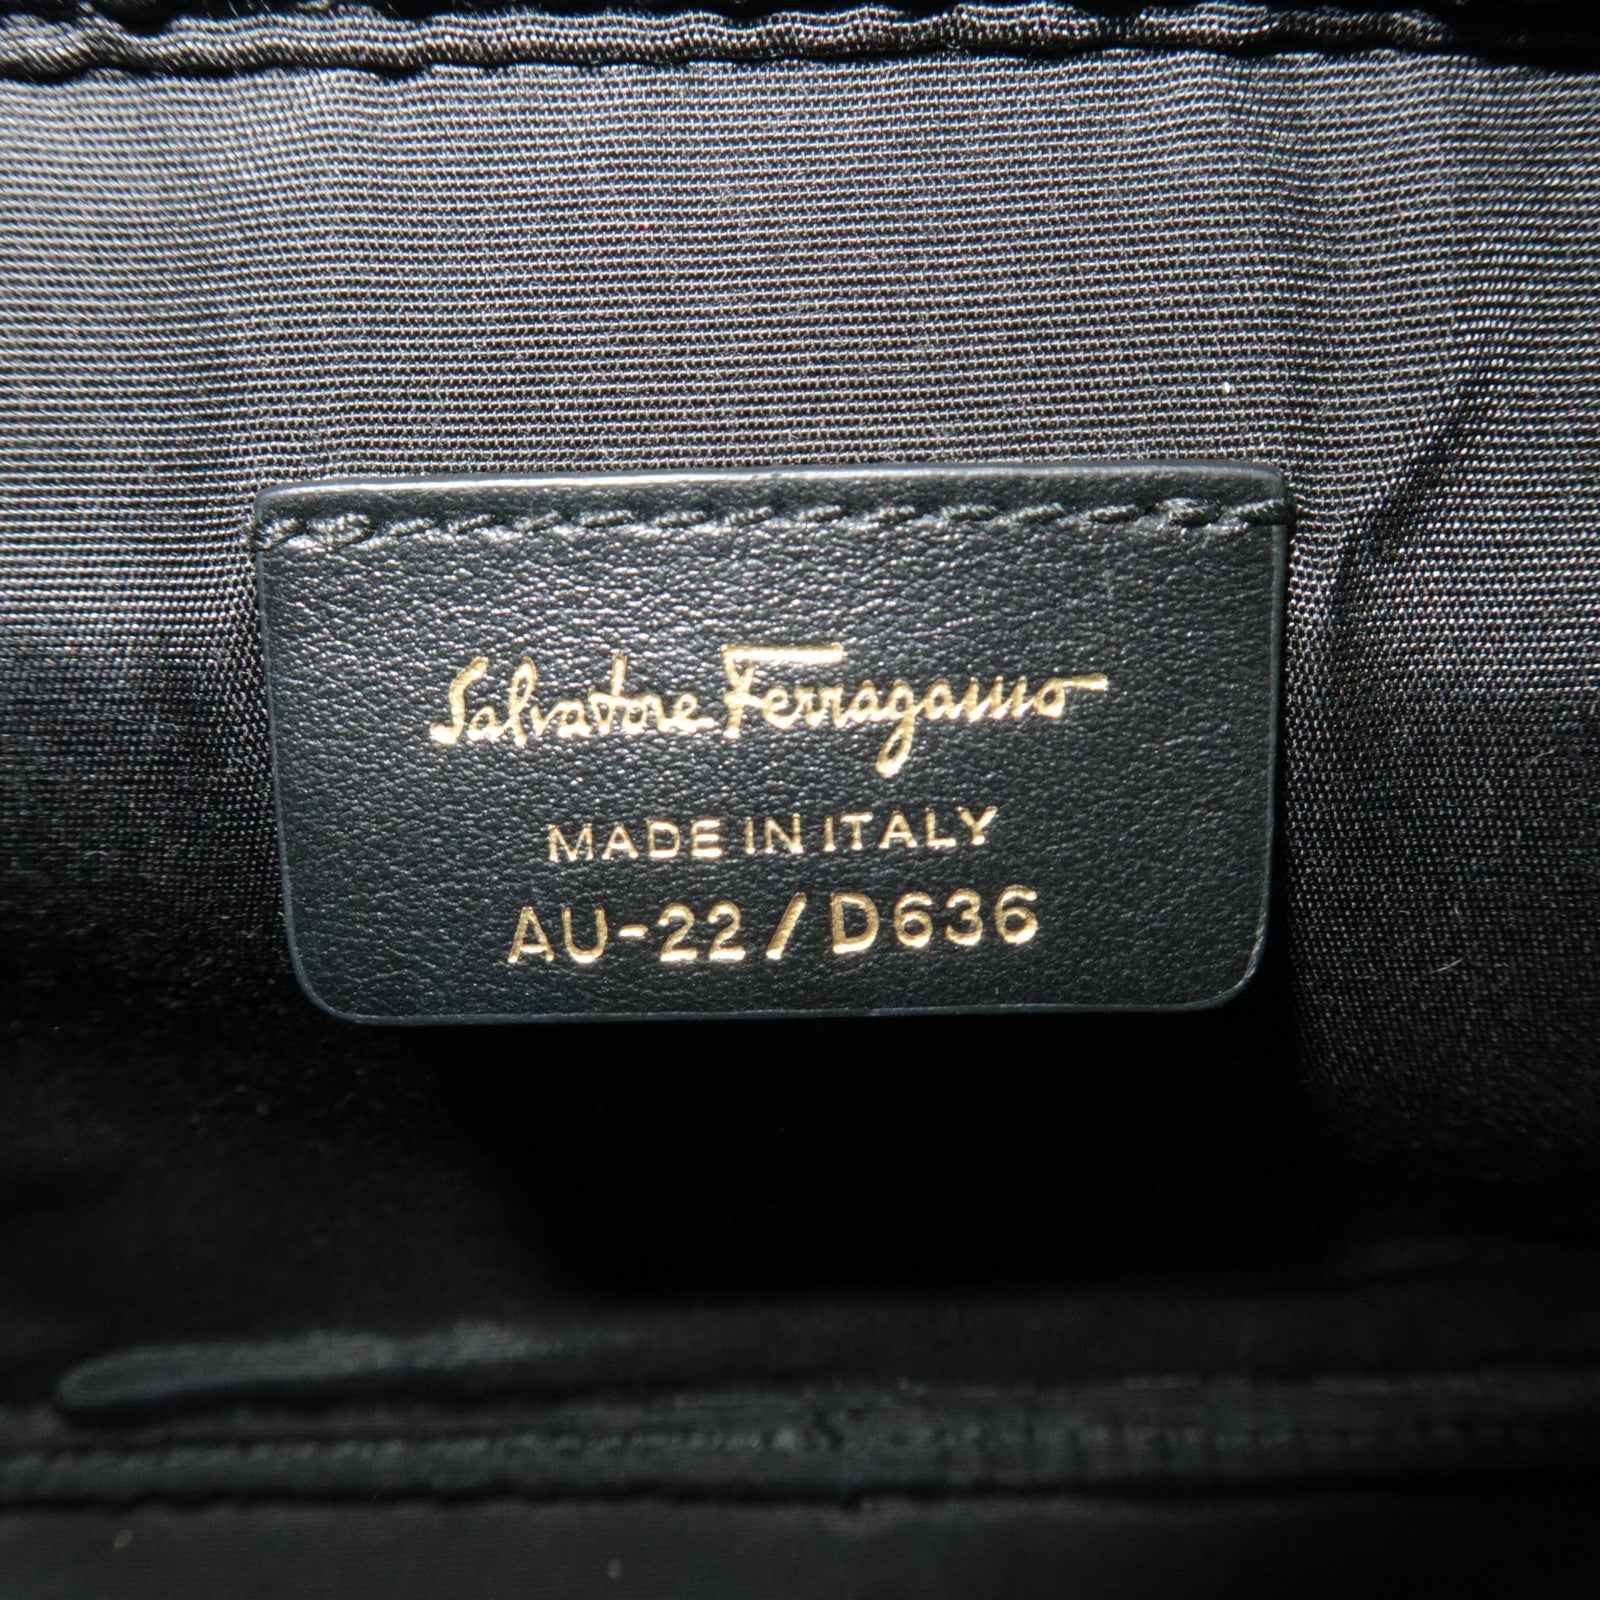 Salvatore Ferragamo
MADE IN ITALY
AU-22/D636